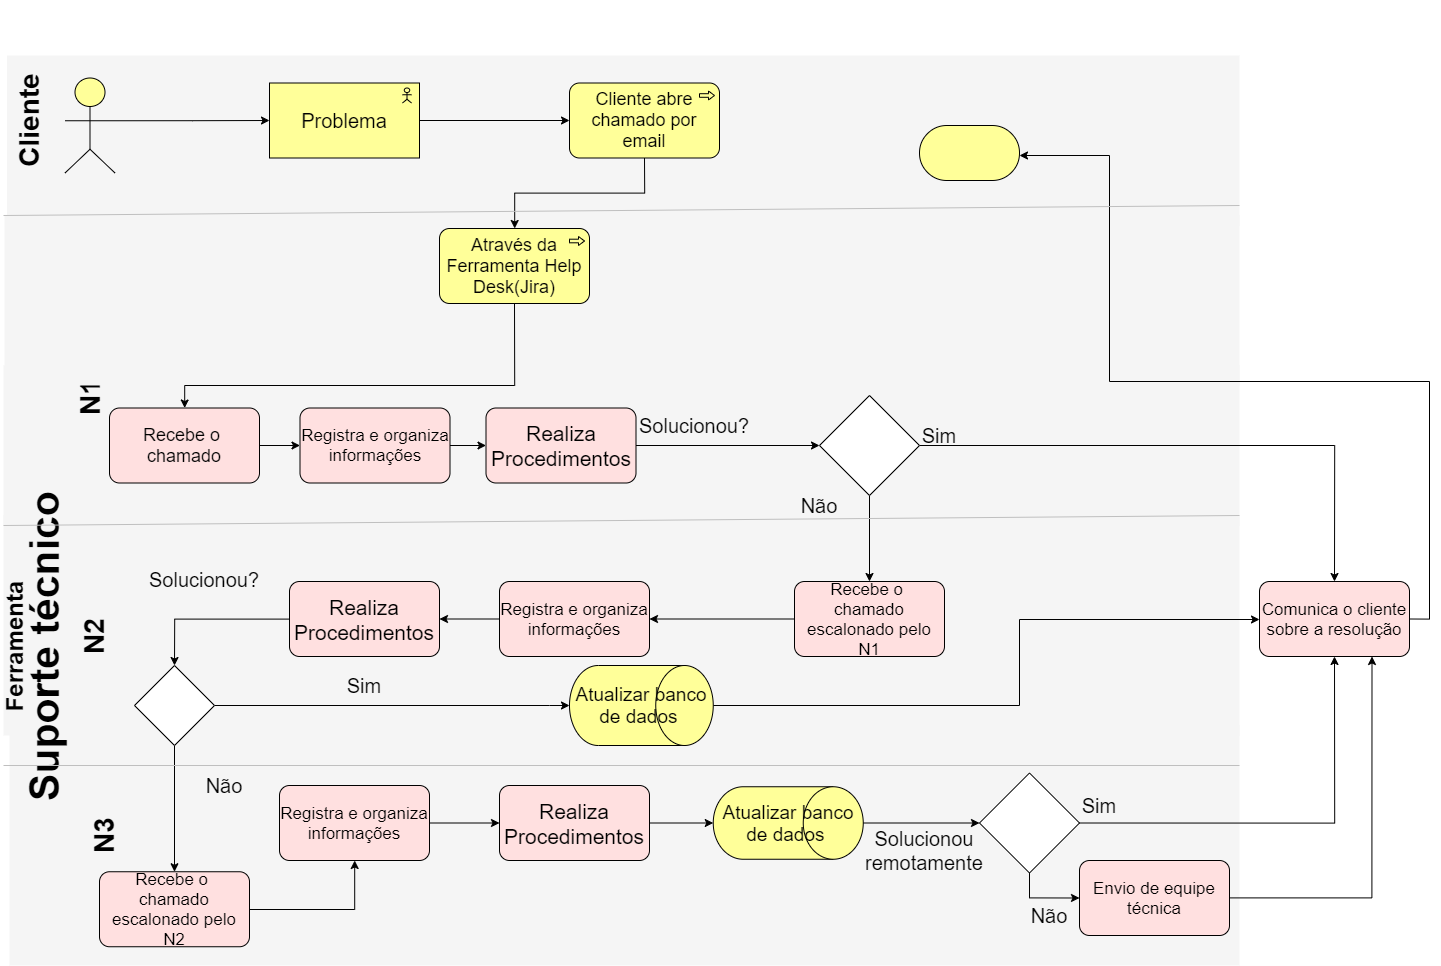 Cliente
Problema
Cliente abre
chamado por
email
Através da
Ferramenta Help
Desk(Jira)
N1
Recebe o
chamado
Registra e organiza
informações
Realiza
Procedimentos
Solucionou?
Sim
Não
Ferramenta
Suporte técnico
N2
Solucionou?
Realiza
Procedimentos
Registra e organiza
informações
Recebe o
chamado
escalonado pelo
N1
Comunica o cliente
sobre a resolução
Sim
Atualizar banco
de dados
Não
N3
Recebe o
chamado
escalonado pelo
N2
Registra e organiza
informações
Realiza
Procedimentos
Atualizar banco
de dados
Solucionou
remotamente
Sim
Não
Envio de equipe
técnica